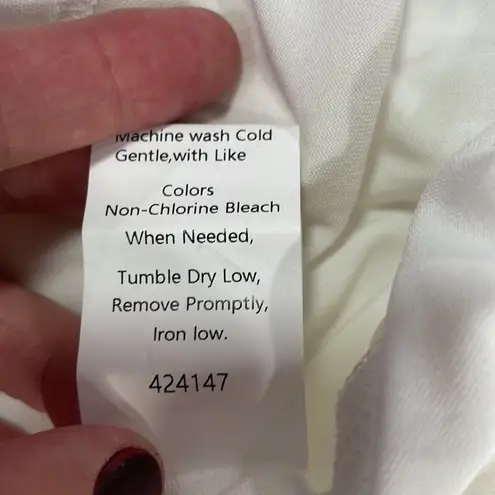 Machine wash Cold
Gentle,with Like
Colors
Non-Chlorine Bleach
When Needed,
Tumble Dry Low,
Remove Promptly,
Iron low.
424147